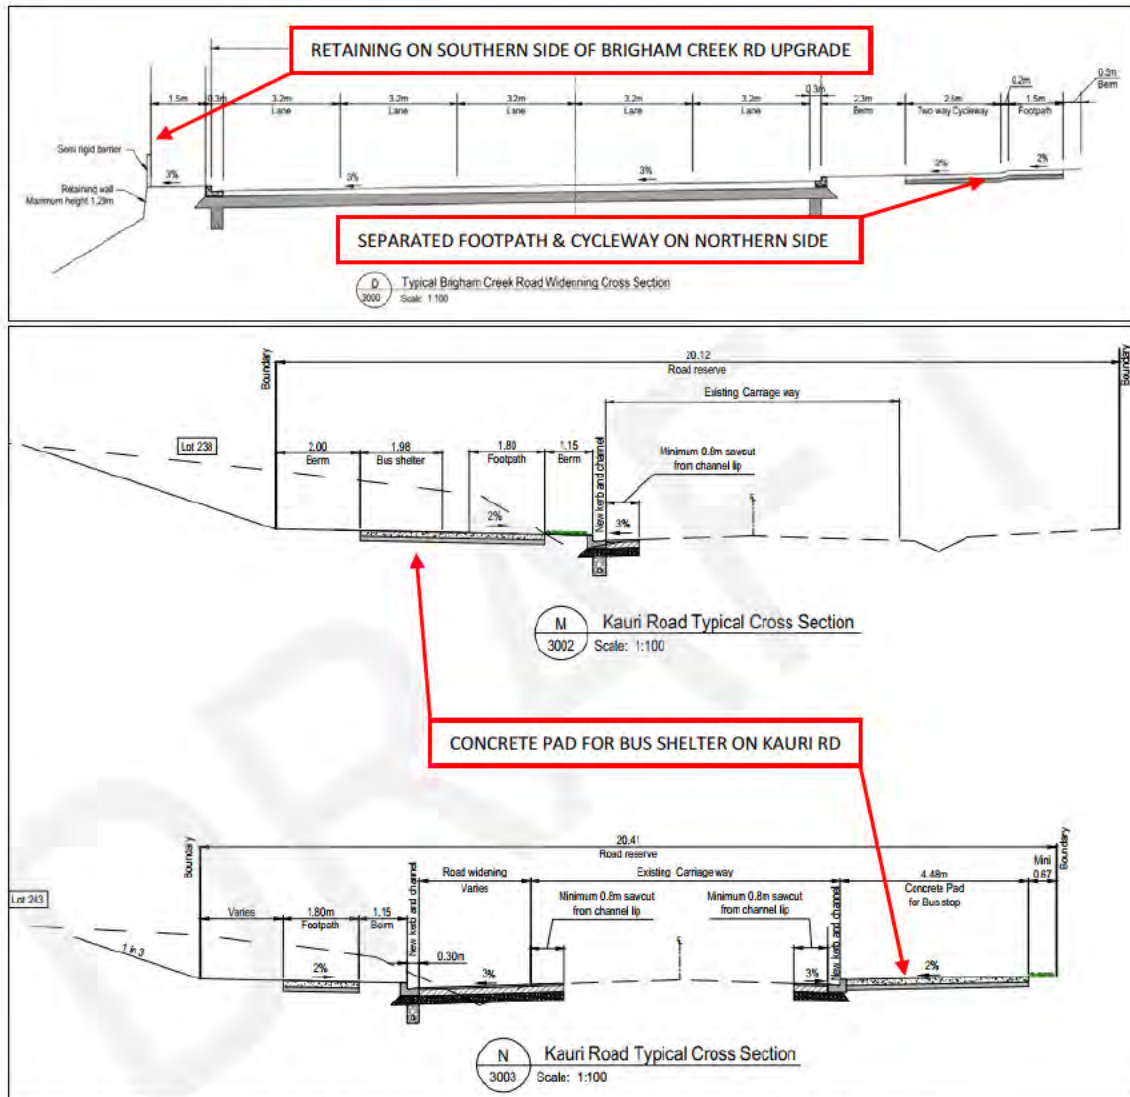 RETAINING ON SOUTHERN SIDE OF BRIGHAM CREEK RD UPGRADE
1.5m 0.3m 3.2m 3.2m 3.2m 3.2m 3.2m 0.3m 2.3m 0.2m 1.5m
Lane Lane Lane Lane Lane Berm Two way Cycleway Footpath Berm
Semi rigid barrier
3% 3% 3% 2%
Retaining wall
Maximum height 1.29m
SEPARATED FOOTPATH & CYCLEWAY ON NORTHERN SIDE
D
3000
Typical Brigham Creek Road Widenning Cross Section
Scale: 1:100
Boundary
20.12
Road reserve
Boundary
Existing Carrage way
Lot 238
2.00 1.98 1.80 1.15
Berm Bus shelter Footpath Berm
New kerb and channel
Minimum 0.8m sawcut
from channel lip
2% 3%
M
3002
Kauri Road Typical Cross Section
Scale: 1:100
CONCRETE PAD FOR BUS SHELTER ON KAURI RD
Boundary
20.41
Road reserve
Boundary
New kerb and channel
Road widening
Varies
Existing Carriageway
4.48m
Concrete Pad
for Bus stop
Mini
0.67
Lot 243
Varies 1.80m 1.15
Footpath Berm
Minimum 0.8m sawcut
from channel lip
Minimum 0.8m sawcut
from channel lip
New kerb and channel
1 in 3
0.30m
2% 3% 3% 2%
N
3003
Kauri Road Typical Cross Section
Scale: 1:100
DRAFT